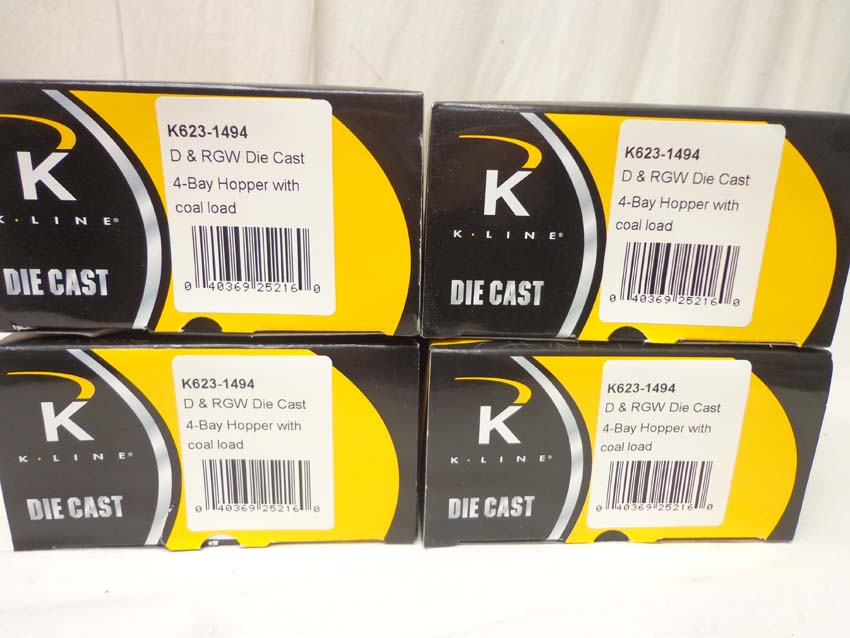 K
K·LINE®
DIE CAST
K623-1494
D & RGW Die Cast
4-Bay Hopper with
coal load
0 40369 25216 0
K
K·LINE®
DIE CAST
K623-1494
D & RGW Die Cast
4-Bay Hopper with
coal load
0 40369 25216 0
K
K·LINE®
DIE CAST
K623-1494
D & RGW Die Cast
4-Bay Hopper with
coal load
0 40369 25216 0
K
K·LINE®
DIE CAST
K623-1494
D & RGW Die Cast
4-Bay Hopper with
coal load
0 40369 25216 0